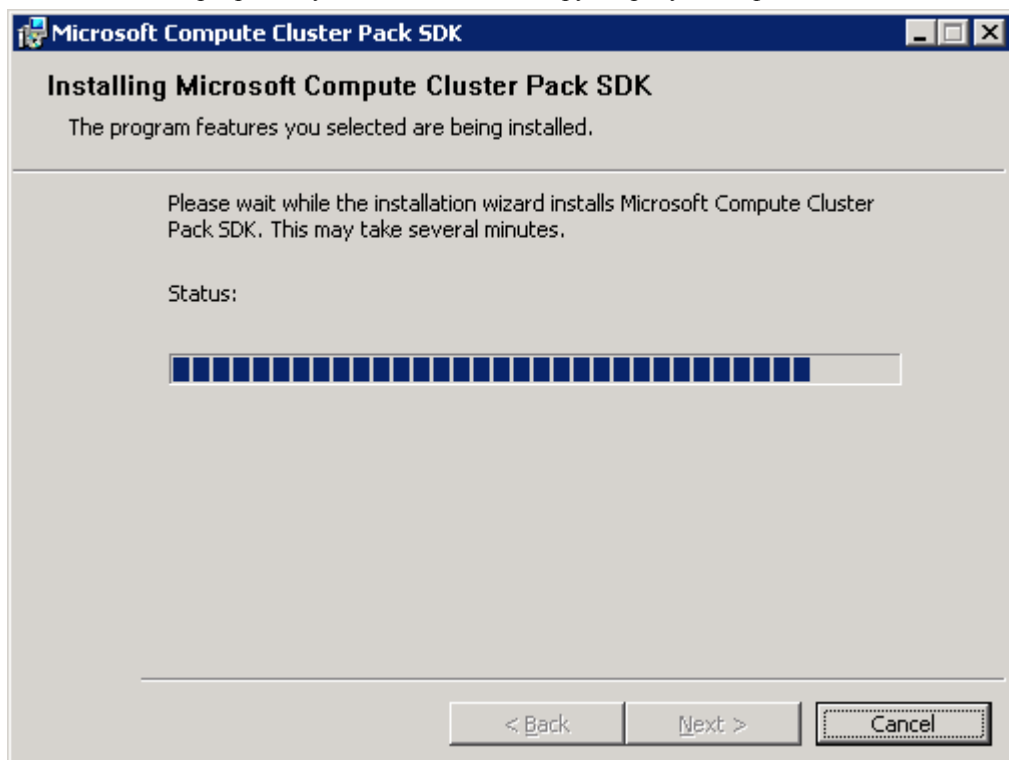 Microsoft Compute Cluster Pack SDK
Installing Microsoft Compute Cluster Pack SDK
The program features you selected are being installed.
Please wait while the installation wizard installs Microsoft Compute Cluster
Pack SDK. This may take several minutes.
Status:
< Back Next > Cancel